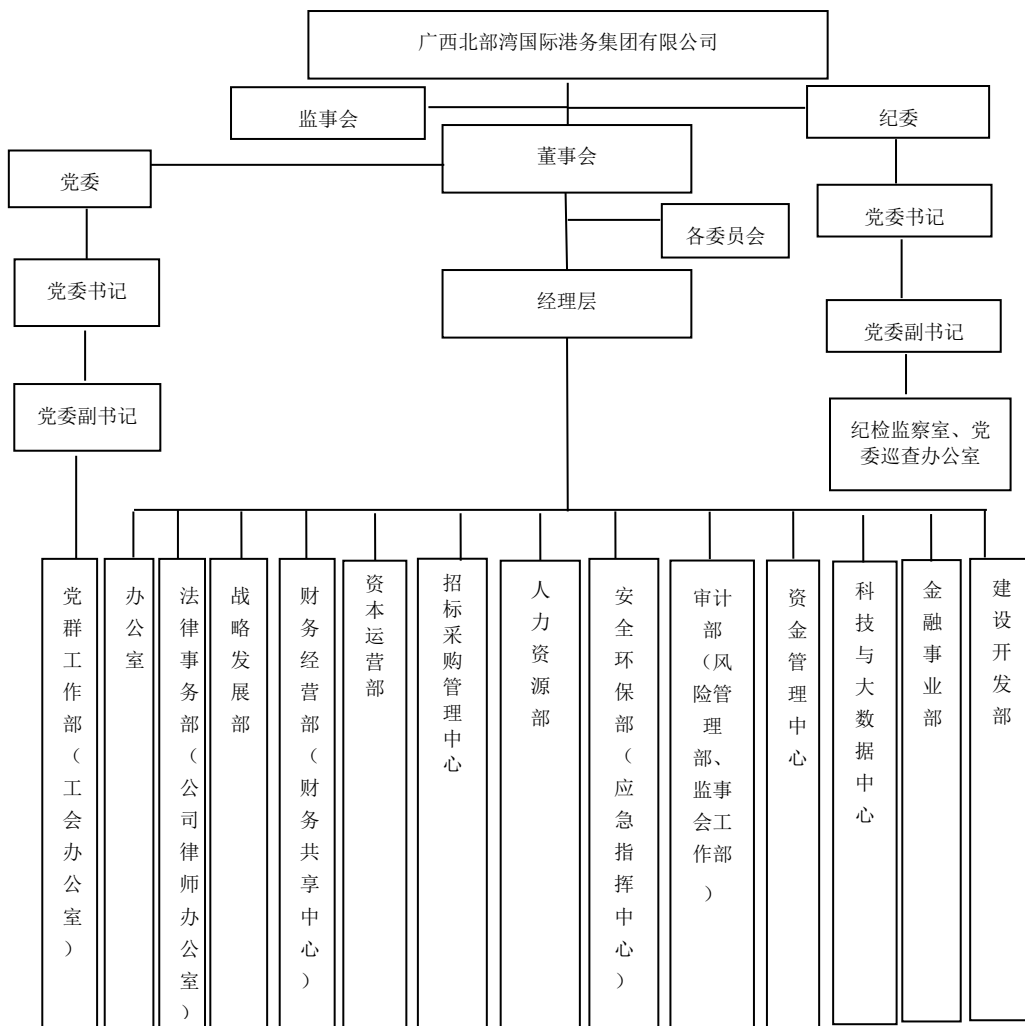 广西北部湾国际港务集团有限公司
监事会
纪委
董事会
党委
党委书记
各委员会
党委书记
经理层
党委副书记
党委副书记
纪检监察室、党
委巡查办公室
党群工作部（工会办公室）
办公室
法律事务部（公司律师办公室）
战略发展部
财务经营部（财务共享中心）
资本运营部
招标采购管理中心
人力资源部
安全环保部（应急指挥中心）
审计
部
（风
险管
理
部、
监事
会工
作部
）
资金管理中心
科技与大数据中心
金融事业部
建设开发部